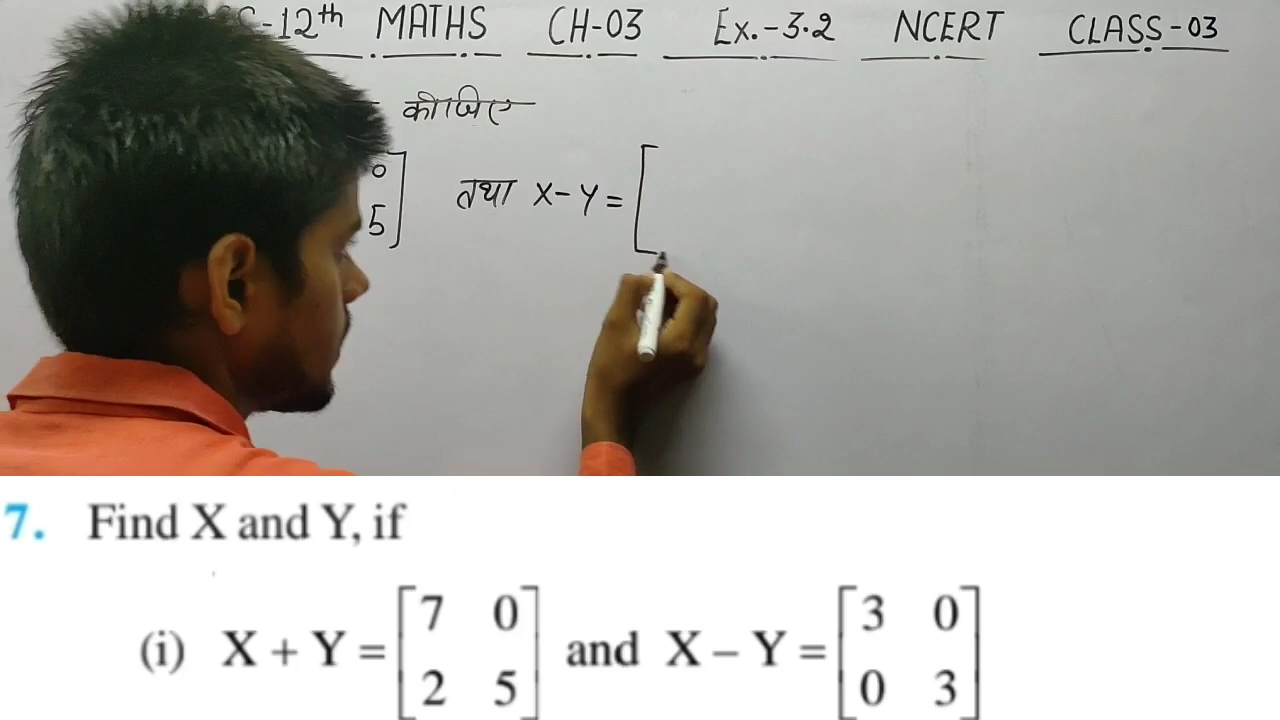 -12th MATHS CH-03 Ex.-3.2 NCERT CLASS-03
कीजिए
0
5 तथा X-Y=
7. Find X and Y, if
(i) X + Y = [7 0 and X – Y = [3 0
2 5] 0 3]